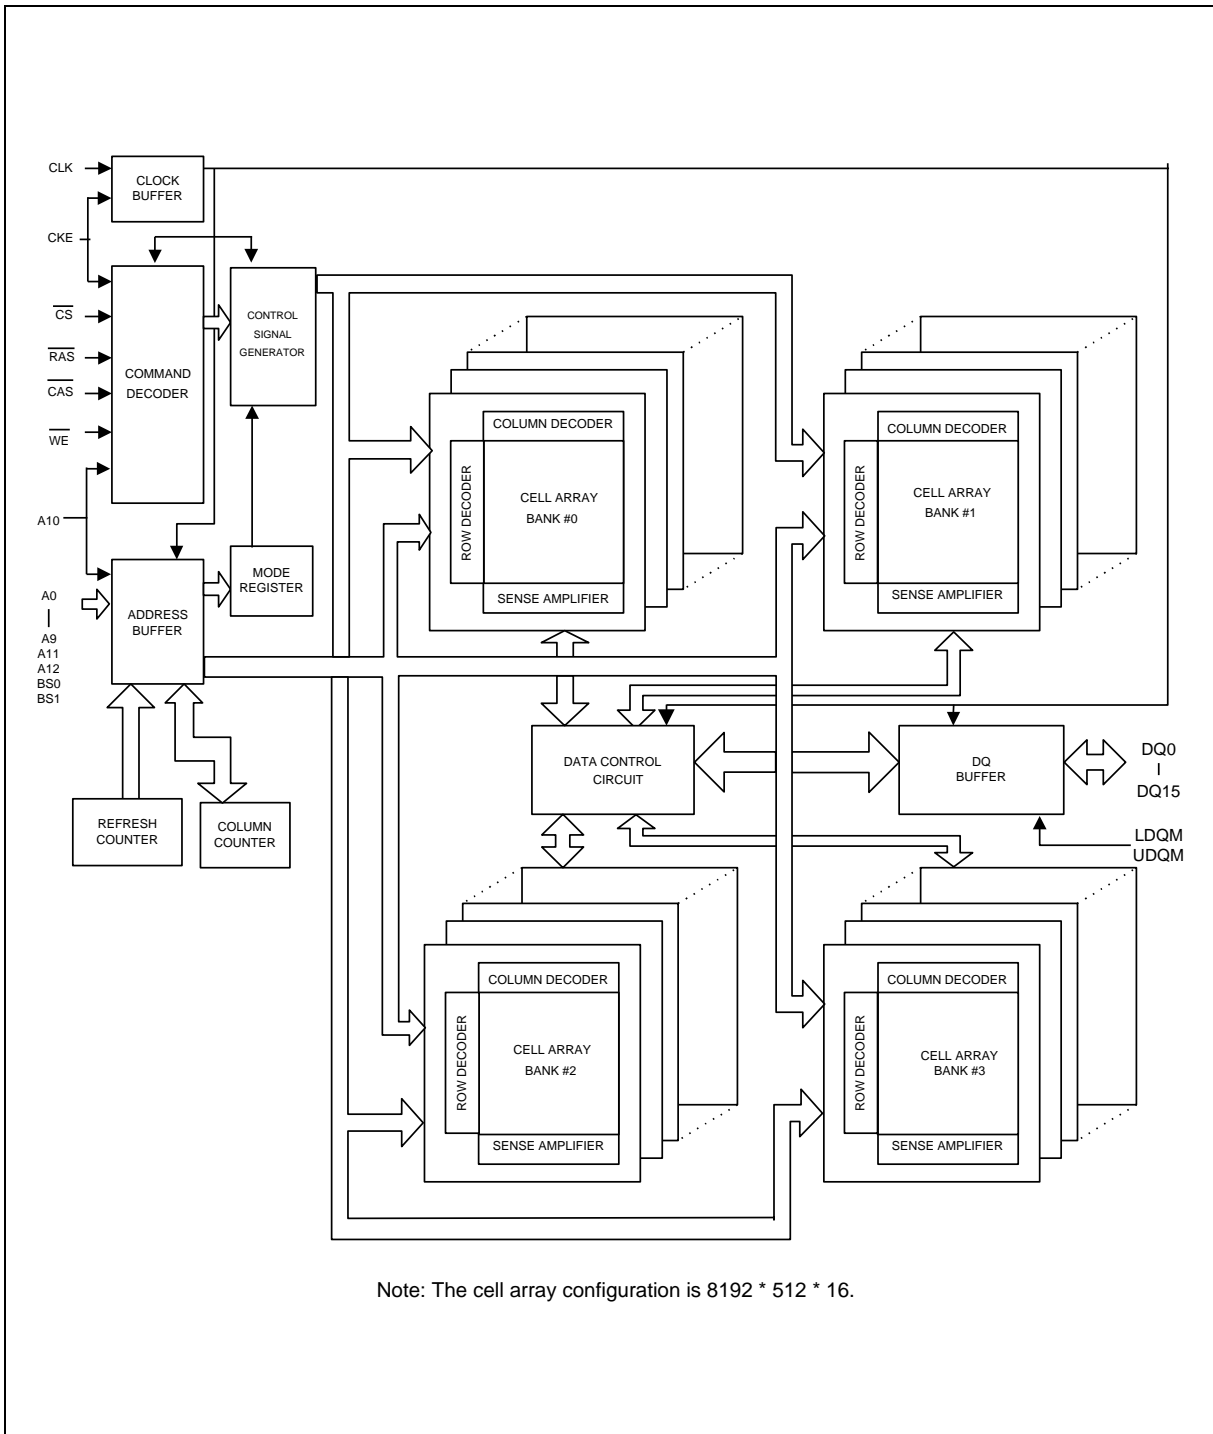 CLK
CLOCK
BUFFER
CKE
CS
RAS
CAS
WE
COMMAND
DECODER
CONTROL
SIGNAL
GENERATOR
A10
A0
A9
A11
A12
BS0
BS1
ADDRESS
BUFFER
MODE
REGISTER
REFRESH
COUNTER
COLUMN
COUNTER
COLUMN DECODER
ROW DECODER
CELL ARRAY
BANK #0
SENSE AMPLIFIER
COLUMN DECODER
ROW DECODER
CELL ARRAY
BANK #1
SENSE AMPLIFIER
DATA CONTROL
CIRCUIT
DQ
BUFFER
DQ0
DQ15
LDQM
UDQM
COLUMN DECODER
ROW DECODER
CELL ARRAY
BANK #2
SENSE AMPLIFIER
COLUMN DECODER
ROW DECODER
CELL ARRAY
BANK #3
SENSE AMPLIFIER
Note: The cell array configuration is 8192 * 512 * 16.